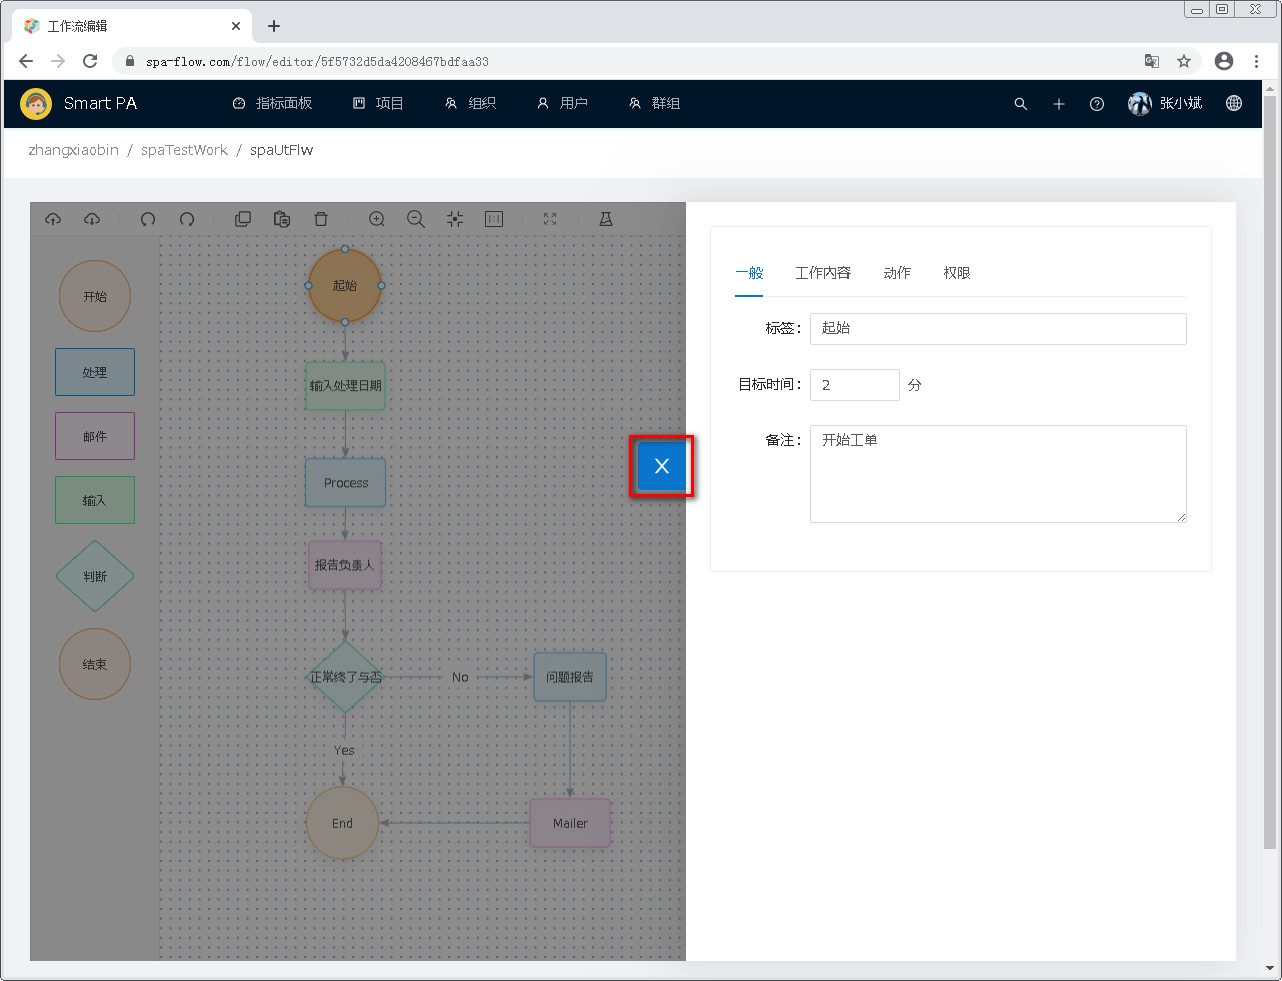 工作流编辑
spa-flow.com/flow/editor/5f5732d5da4208467bdfaa33
Smart PA 指标面板 项目 组织 用户 群组 张小斌
zhangxiaobin / spaTestWork / spaUtFlw
开始
处理
邮件
输入
判断
结束
起始
输入处理日期
Process
报告负责人
正常终了与否
No
问题报告
Yes
End
Mailer
一般 工作内容 动作 权限
标签： 起始
目标时间： 2 分
备注： 开始工单